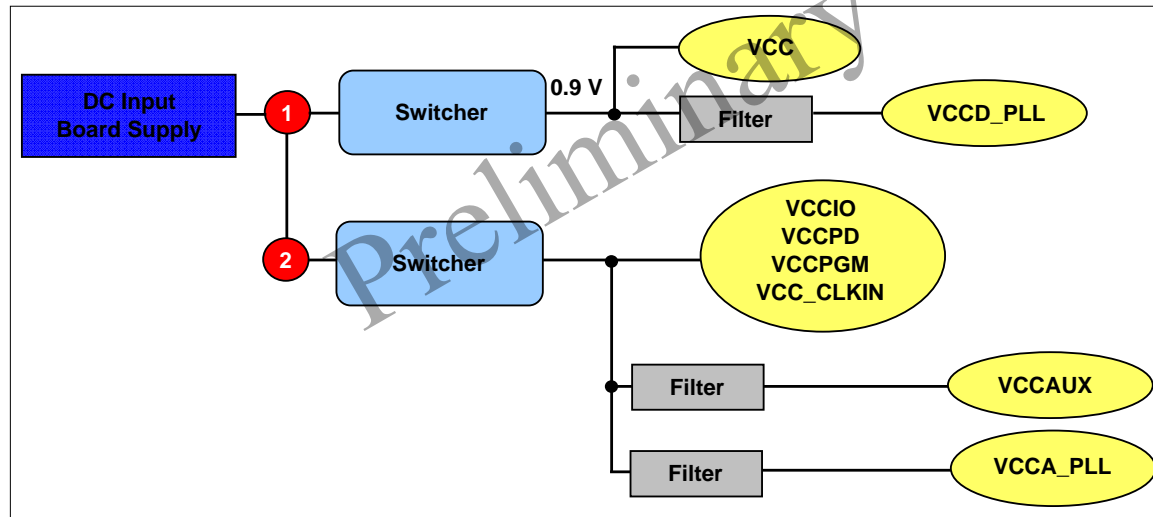 DC Input
Board Supply
1
Switcher
0.9 V
VCC
Filter
VCCD_PLL
2
Switcher
VCCIO
VCCPD
VCCPGM
VCC_CLKIN
Filter
VCCAUX
Filter
VCCA_PLL
Preliminary